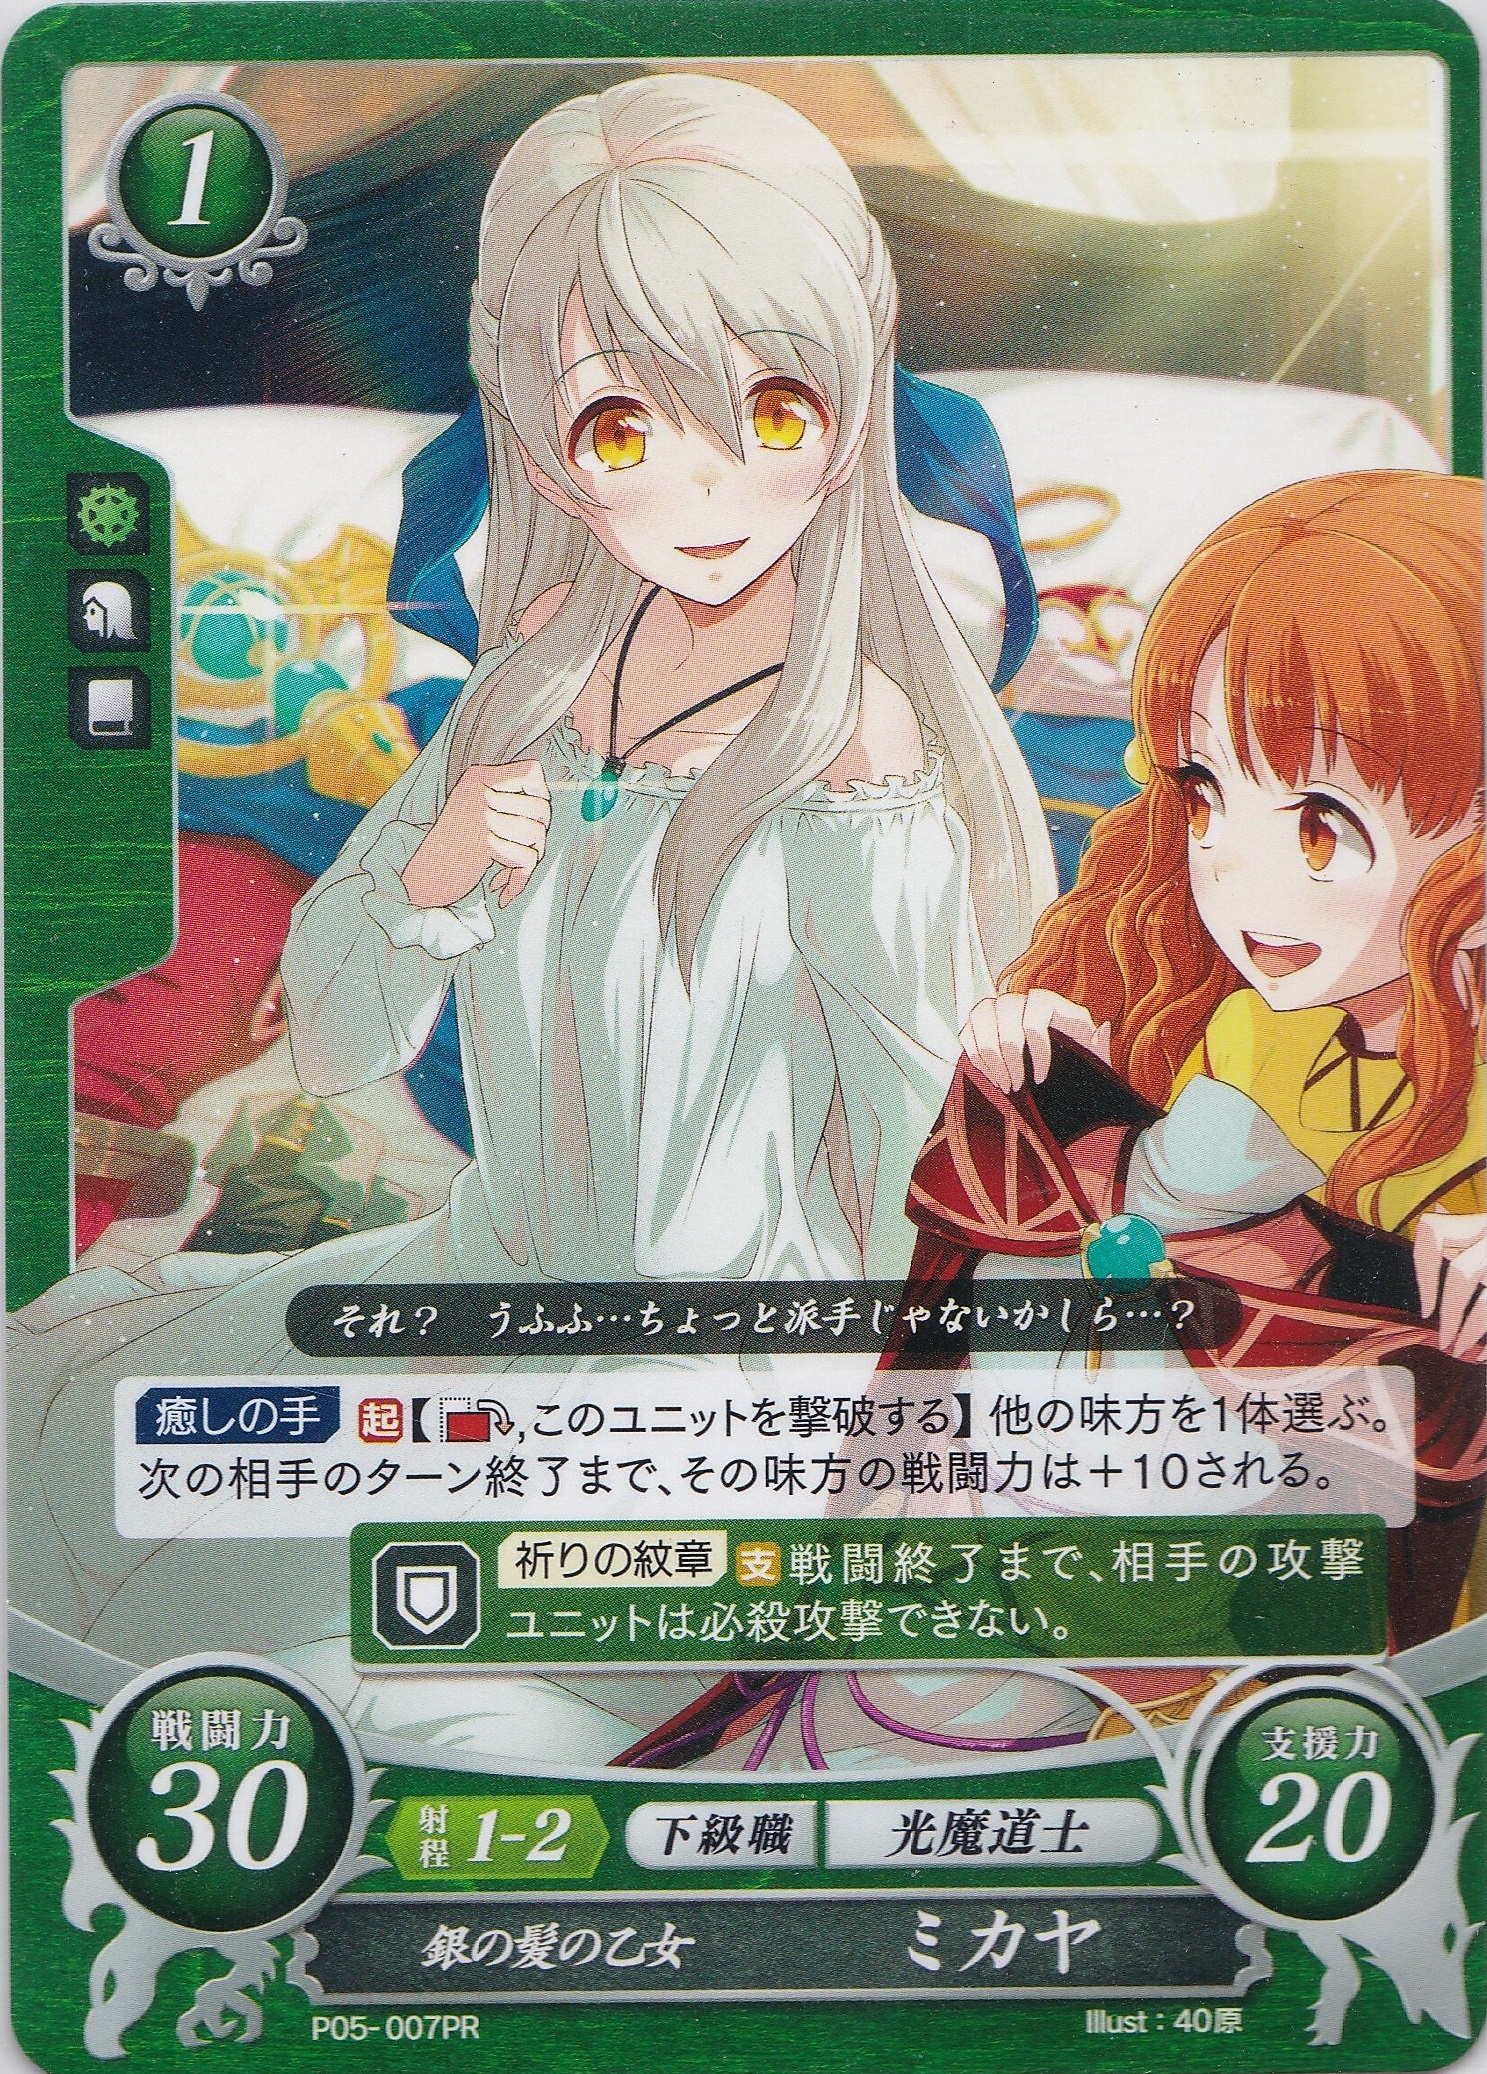 1
それ？　うふふ…ちょっと派手じゃないかしら…？
癒しの手 起【,このユニットを撃破する】他の味方を1体選ぶ。
次の相手のターン終了まで、その味方の戦闘力は＋10される。
祈りの紋章 支 戦闘終了まで、相手の攻撃
ユニットは必殺攻撃できない。
戦闘力
30
射程 1-2
下級職
光魔道士
支援力
20
銀の髪の乙女　ミカヤ
P05-007PR
Illust：40原